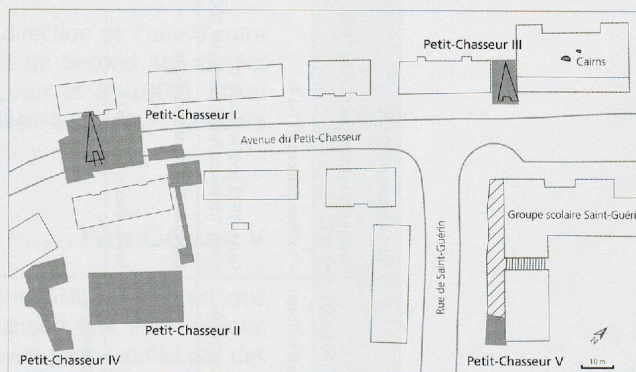 Petit-Chasseur III
Cairns
Petit-Chasseur I
Avenue du Petit-Chasseur
Rue de Saint-Guérin
Groupe scolaire Saint-Guéri
Petit-Chasseur II
Petit-Chasseur IV
Petit-Chasseur V
10 m